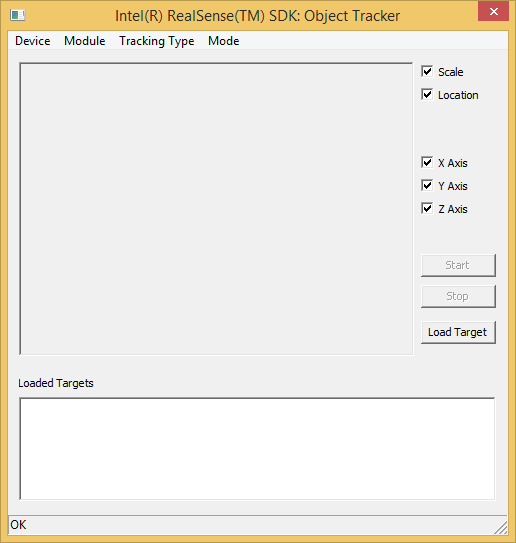 Intel(R) RealSense(TM) SDK: Object Tracker
Device Module Tracking Type Mode
Scale
Location
X Axis
Y Axis
Z Axis
Start
Stop
Load Target
Loaded Targets
OK